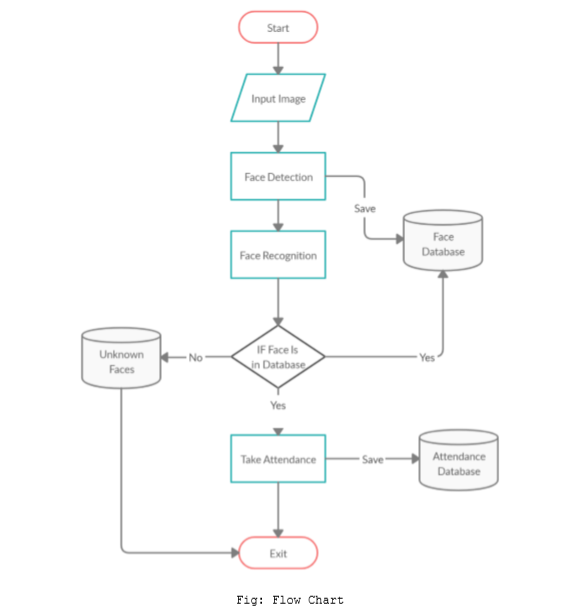 Start
Input Image
Face Detection
Save
Face
Database
Face Recognition
IF Face Is
in Database
Unknown
Faces
No
Yes
Yes
Take Attendance
Save
Attendance
Database
Exit
Fig: Flow Chart